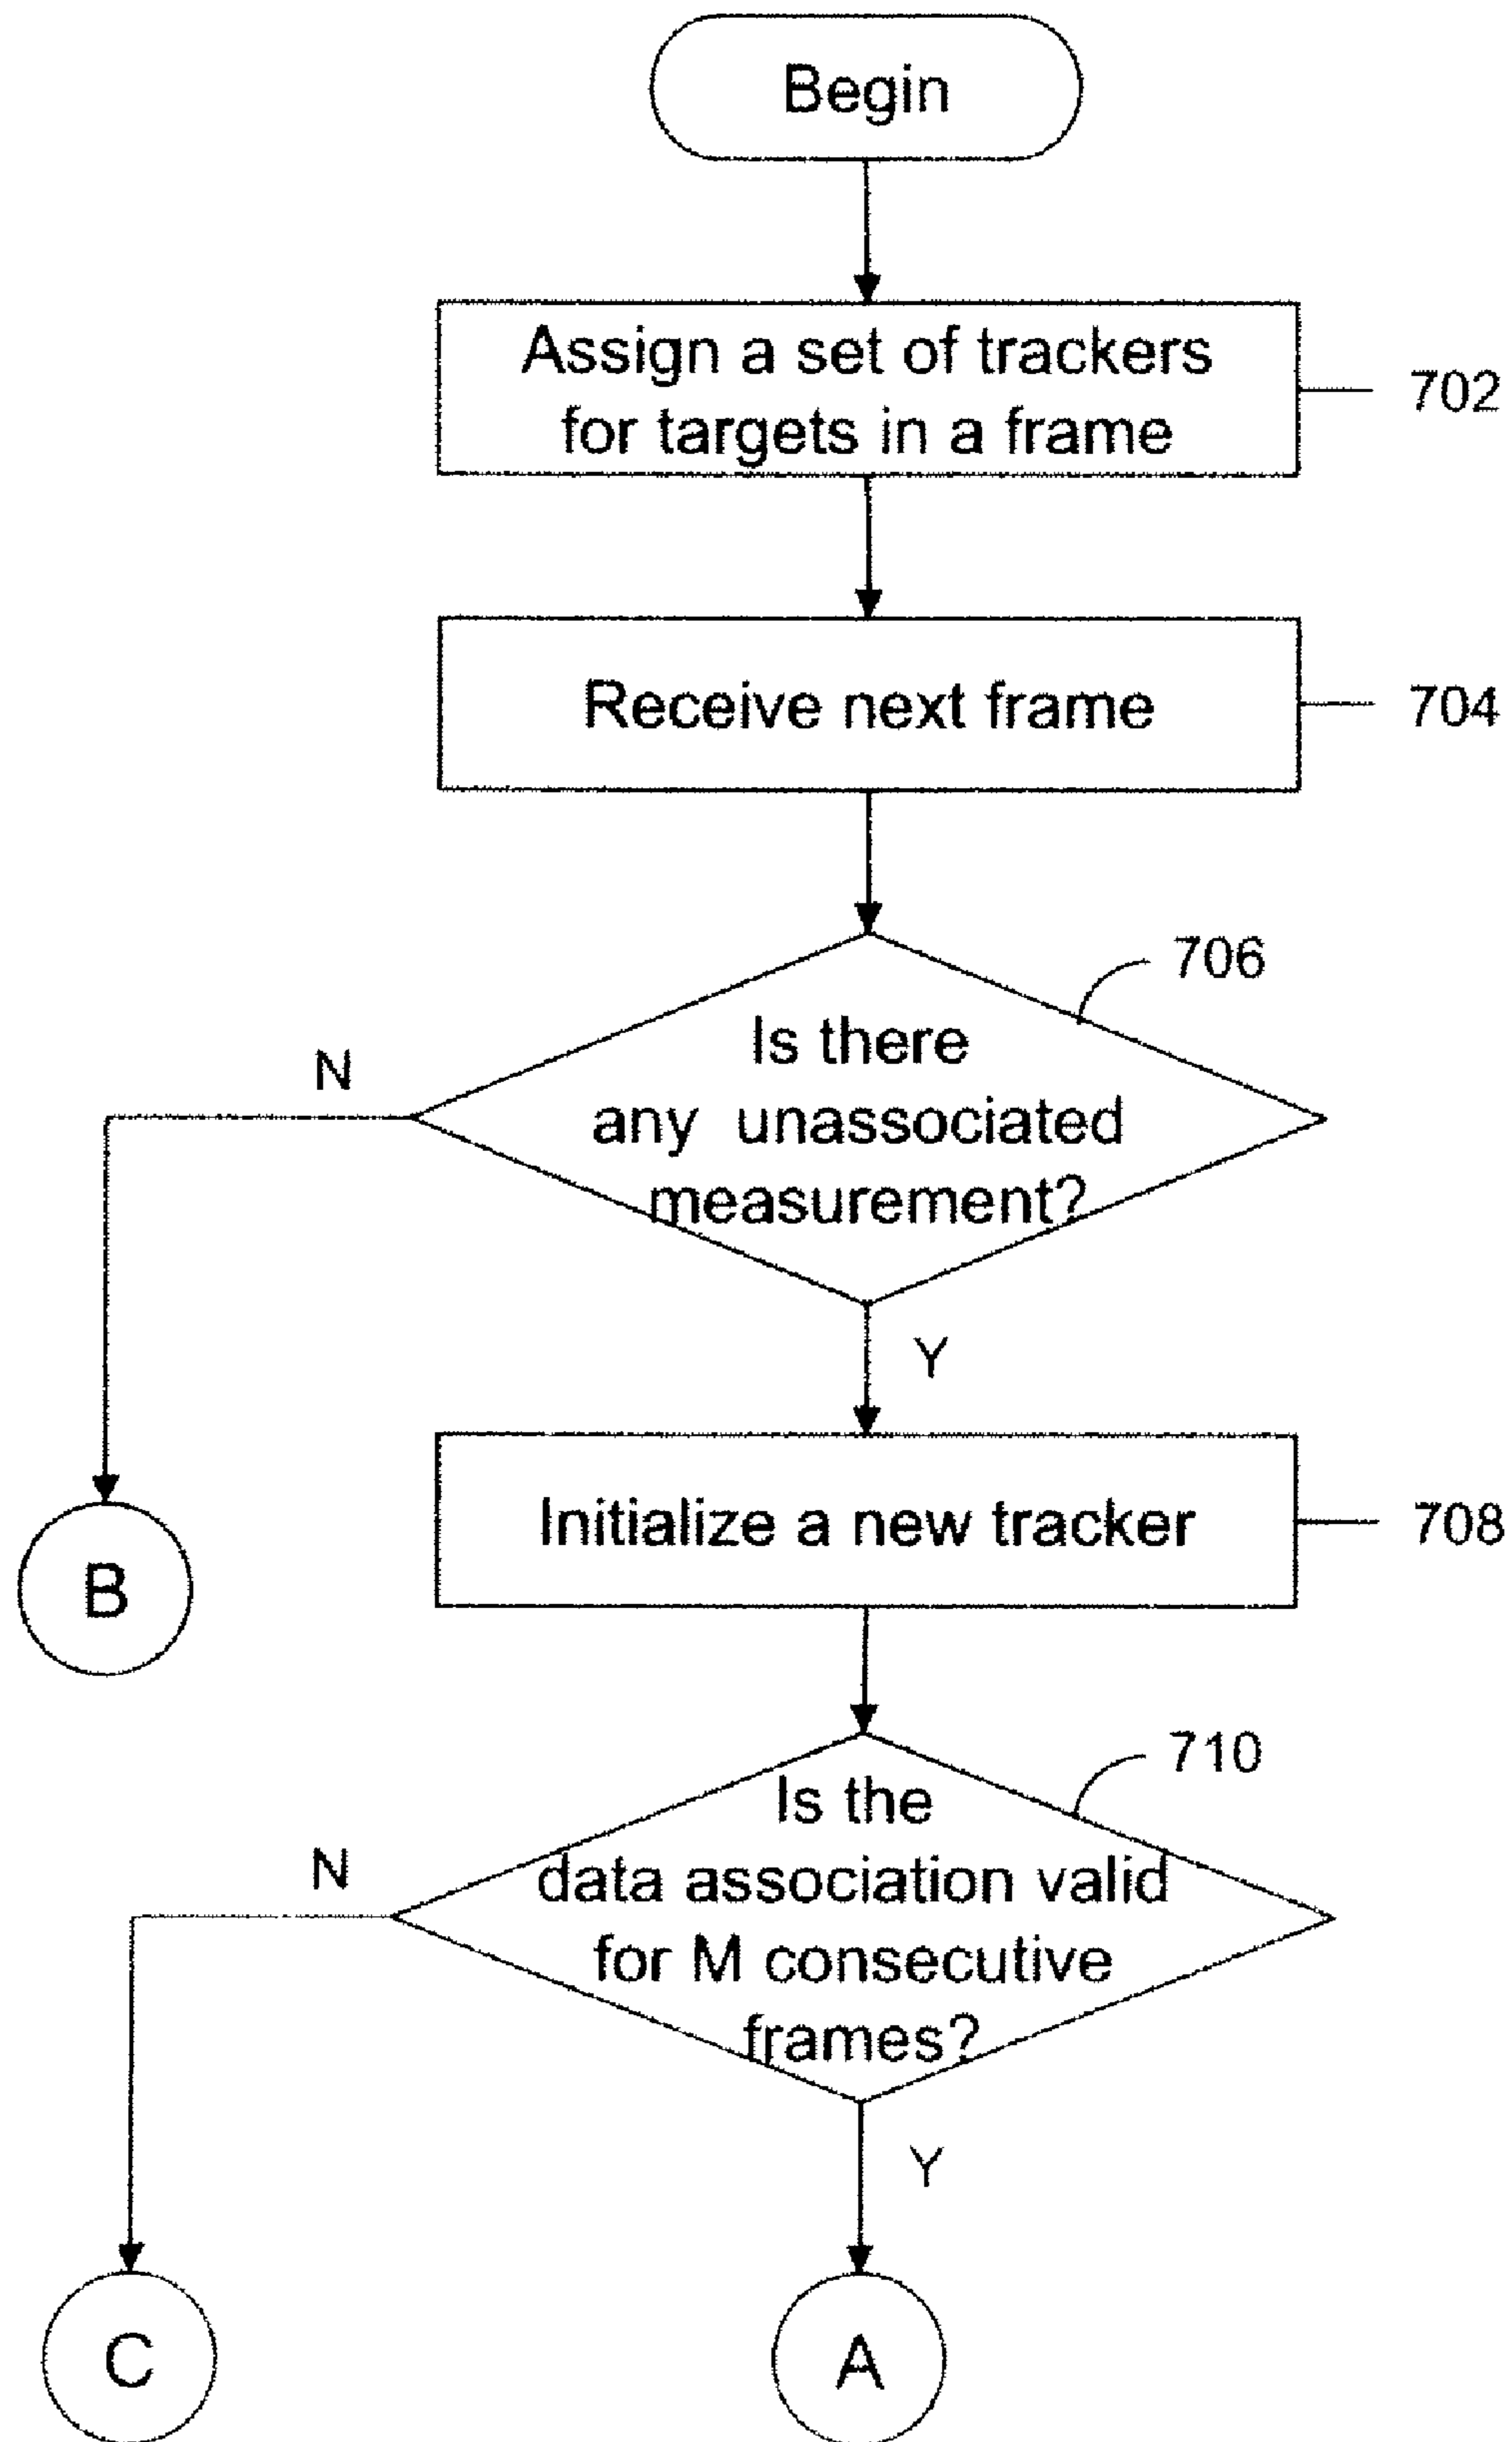 Begin
Assign a set of trackers
for targets in a frame
702
Receive next frame
704
706
Is there
any unassociated
measurement?
N
Y
B
Initialize a new tracker
708
710
Is the
data association valid
for M consecutive
frames?
N
Y
C
A